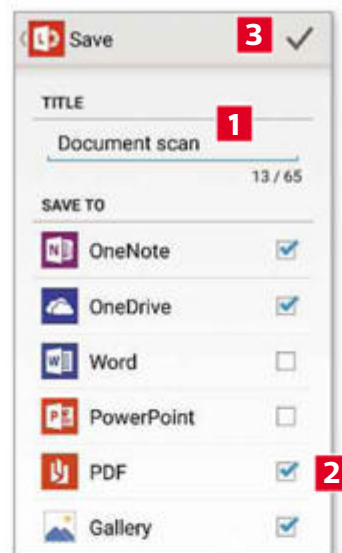 Save 3
TITLE
1
Document scan
13 / 65
SAVE TO
OneNote
OneDrive
Word
PowerPoint
PDF 2
Gallery